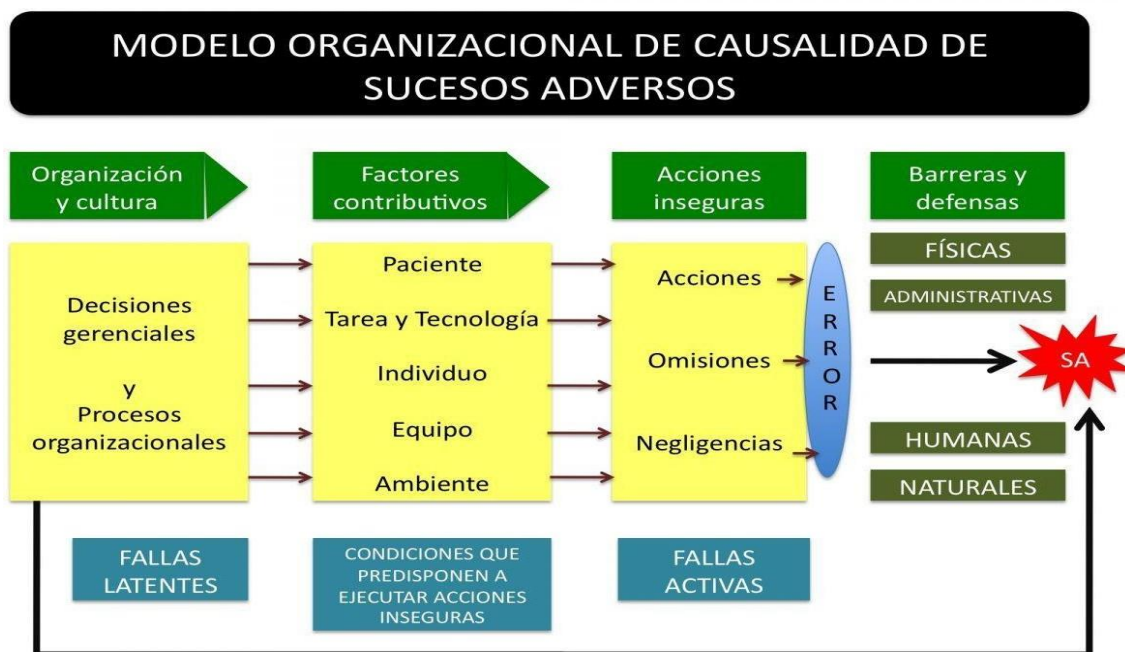 MODELO ORGANIZACIONAL DE CAUSALIDAD DE
SUCESOS ADVERSOS
Organización
y cultura
Factores
contributivos
Acciones
inseguras
Barreras y
defensas
Decisiones
gerenciales
y
Procesos
organizacionales
Paciente
Tarea y Tecnología
Individuo
Equipo
Ambiente
Acciones
Omisiones
Negligencias
ERROR
FÍSICAS
ADMINISTRATIVAS
SA
HUMANAS
NATURALES
FALLAS
LATENTES
CONDICIONES QUE
PREDISPONEN A
EJECUTAR ACCIONES
INSEGURAS
FALLAS
ACTIVAS